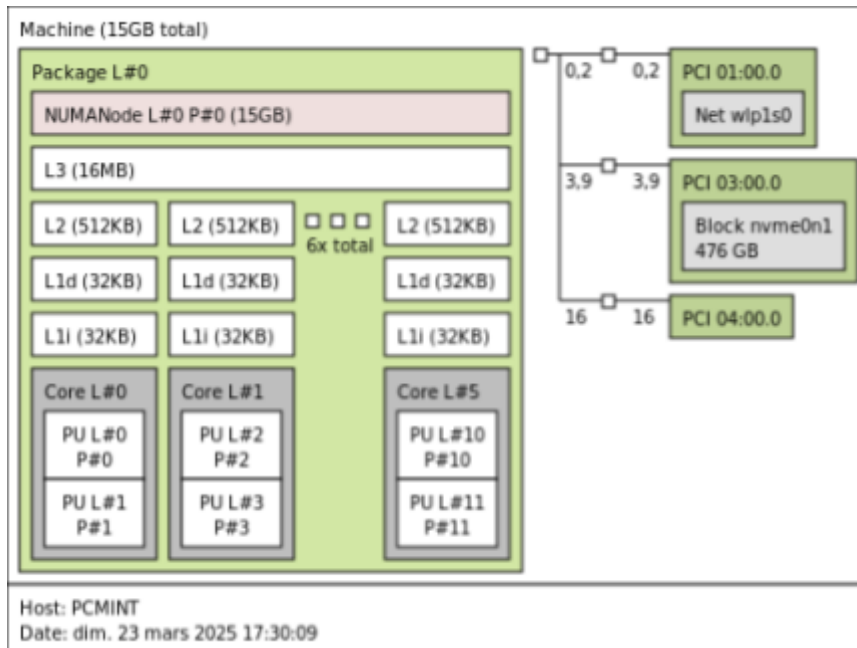 Machine (15GB total)
Package L#0
NUMANode L#0 P#0 (15GB)
L3 (16MB)
L2 (512KB) L2 (512KB) L2 (512KB)
6x total
L1d (32KB) L1d (32KB) L1d (32KB)
L1i (32KB) L1i (32KB) L1i (32KB)
Core L#0 Core L#1 Core L#5
PU L#0 PU L#2 PU L#10
P#0 P#2 P#10
PU L#1 PU L#3 PU L#11
P#1 P#3 P#11
0,2 0,2 PCI 01:00.0
Net wlp1s0
3,9 3,9 PCI 03:00.0
Block nvme0n1
476 GB
16 16 PCI 04:00.0
Host: PCMINT
Date: dim. 23 mars 2025 17:30:09